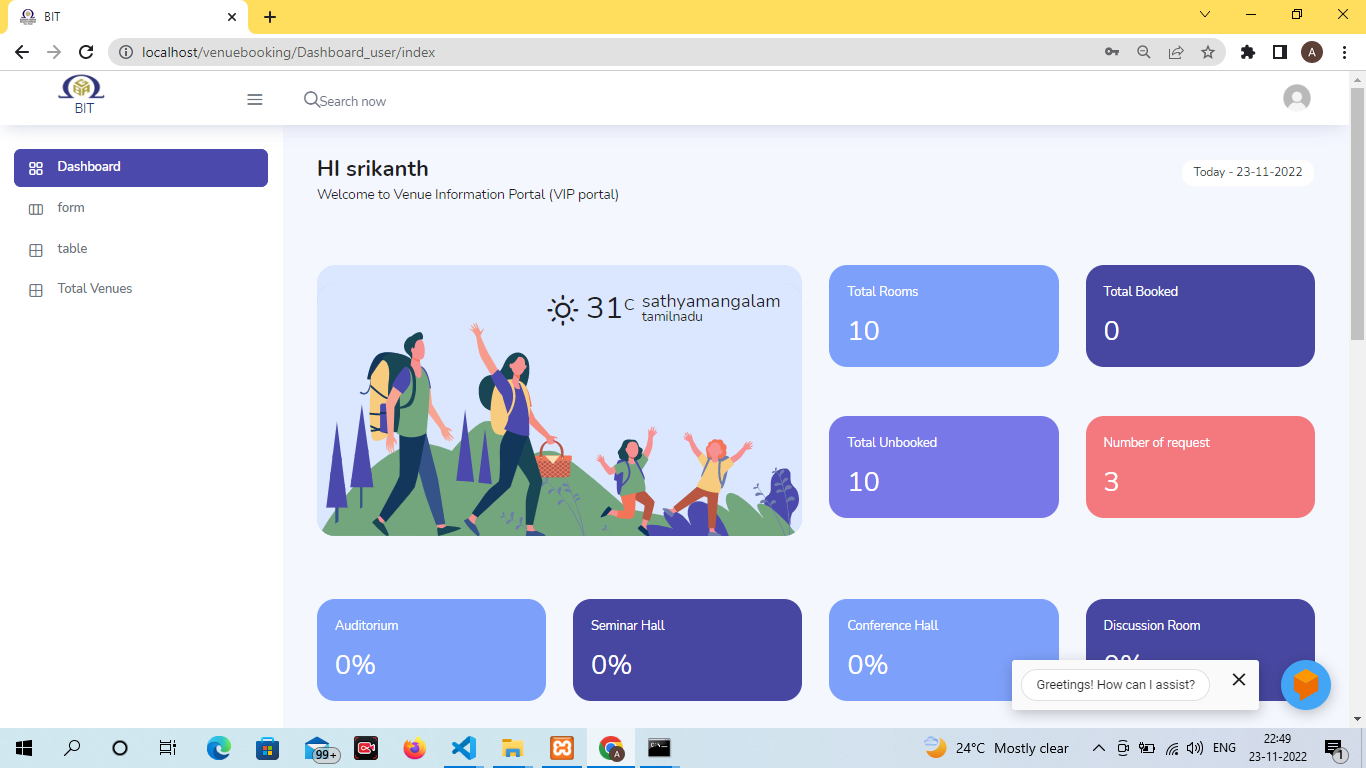 BIT
localhost/venuebooking/Dashboard_user/index
A
BIT
Search now
Dashboard
form
table
Total Venues
HI srikanth
Welcome to Venue Information Portal (VIP portal)
Today - 23-11-2022
31 C sathyamangalam
tamilnadu
Total Rooms
10
Total Booked
0
Total Unbooked
10
Number of request
3
Auditorium
0%
Seminar Hall
0%
Conference Hall
0%
Discussion Room
0%
Greetings! How can I assist?
99+
A
24°C Mostly clear
ENG
22:49
23-11-2022
1